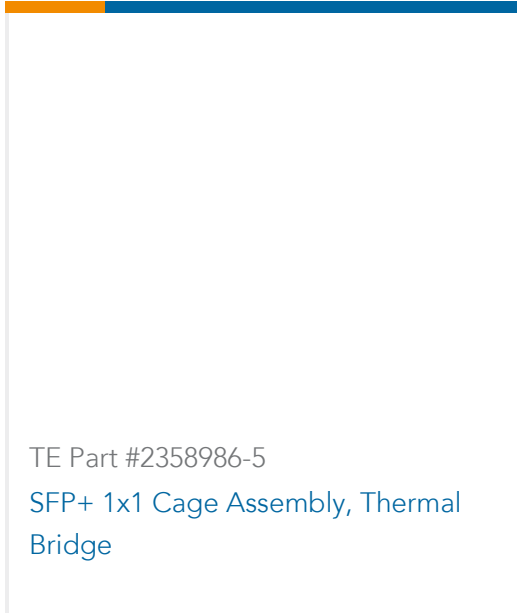 TE Part #2358986-5
SFP+ 1x1 Cage Assembly, Thermal
Bridge